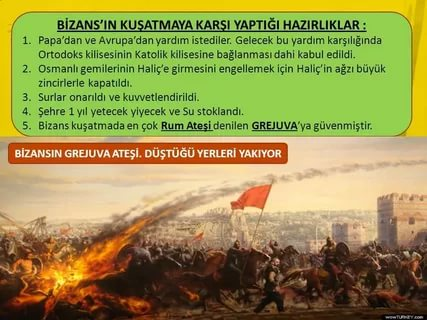 BİZANS'IN KUŞATMAYA KARŞI YAPTIĞI HAZIRLIKLAR :
1. Papa'dan ve Avrupa'dan yardım istediler. Gelecek bu yardım karşılığında
Ortodoks kilisesinin Katolik kilisesine bağlanması dahi kabul edildi.
2. Osmanlı gemilerinin Haliç'e girmesini engellemek için Haliç'in ağzı büyük
zincirlerle kapatıldı.
3. Surlar onarıldı ve kuvvetlendirildi.
4. Şehre 1 yıl yetecek yiyecek ve Su stoklandı.
5. Bizans kuşatmada en çok Rum Ateşi denilen GREJUVA'ya güvenmiştir.
BİZANSIN GREJUVA ATEŞİ. DÜŞTÜĞÜ YERLERİ YAKIYOR
wowTURKEY.com